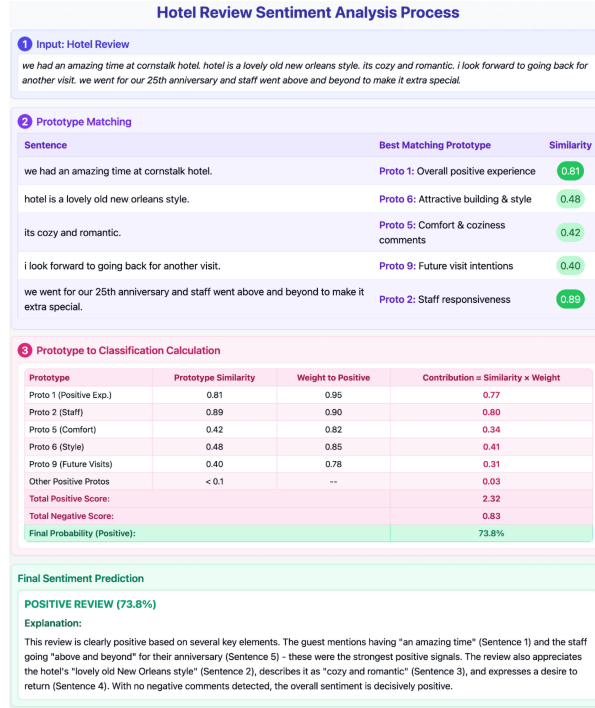 Hotel Review Sentiment Analysis Process
1 Input: Hotel Review
we had an amazing time at cornstalk hotel. hotel is a lovely old new orleans style. its cozy and romantic. i look forward to going back for
another visit. we went for our 25th anniversary and staff went above and beyond to make it extra special.
2 Prototype Matching
Sentence Best Matching Prototype Similarity
we had an amazing time at cornstalk hotel. Proto 1: Overall positive experience 0.81
hotel is a lovely old new orleans style. Proto 6: Attractive building & style 0.48
its cozy and romantic. Proto 5: Comfort & coziness
comments 0.42
i look forward to going back for another visit. Proto 9: Future visit intentions 0.40
we went for our 25th anniversary and staff went above and beyond to make it
extra special. Proto 2: Staff responsiveness 0.89
3 Prototype to Classification Calculation
Prototype Prototype Similarity Weight to Positive Contribution = Similarity × Weight
Proto 1 (Positive Exp.) 0.81 0.95 0.77
Proto 2 (Staff) 0.89 0.90 0.80
Proto 5 (Comfort) 0.42 0.82 0.34
Proto 6 (Style) 0.48 0.85 0.41
Proto 9 (Future Visits) 0.40 0.78 0.31
Other Positive Protos < 0.1 -- 0.03
Total Positive Score: 2.32
Total Negative Score: 0.83
Final Probability (Positive): 73.8%
Final Sentiment Prediction
POSITIVE REVIEW (73.8%)
Explanation:
This review is clearly positive based on several key elements. The guest mentions having "an amazing time" (Sentence 1) and the staff
going "above and beyond" for their anniversary (Sentence 5) - these were the strongest positive signals. The review also appreciates
the hotel's "lovely old New Orleans style" (Sentence 2), describes it as "cozy and romantic" (Sentence 3), and expresses a desire to
return (Sentence 4). With no negative comments detected, the overall sentiment is decisively positive.